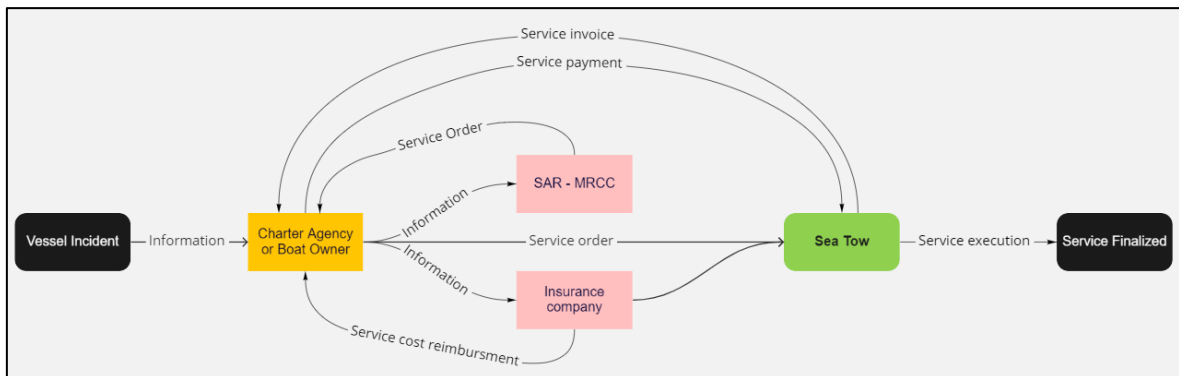 Service invoice
Service payment
Service Order
SAR - MRCC
Information
Vessel Incident
Information
Charter Agency
or Boat Owner
Service order
Sea Tow
Service execution
Service Finalized
Information
Insurance
company
Service cost reimbursment